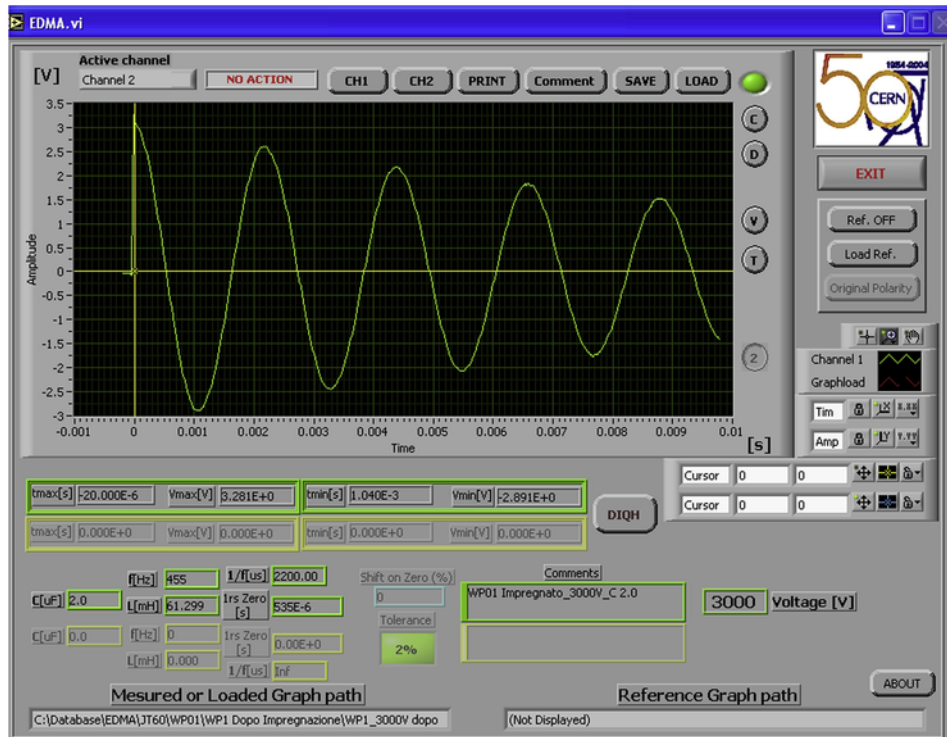 EDMA.vi
Active channel
[V] Channel 2 NO ACTION CH1 CH2 PRINT Comment SAVE LOAD
1954-2004
50
CERN
C
D
V
T
2
EXIT
Ref. OFF
Load Ref.
Original Polarity
Amplitude
3.5
3
2.5
2
1.5
1
0.5
0
-0.5
-1
-1.5
-2
-2.5
-3
-0.001 0 0.001 0.002 0.003 0.004 0.005 0.006 0.007 0.008 0.009 0.01
Time [s]
Channel 1
Graphload
Tim X X.XX
Amp Y Y.YY
Cursor 0 0
Cursor 0 0
tmax[s] -20.000E-6 Vmax[V] 3.281E+0 tmin[s] 1.040E-3 Vmin[V] -2.891E+0
tmax[s] 0.000E+0 Vmax[V] 0.000E+0 tmin[s] 0.000E+0 Vmin[V] 0.000E+0
DIQH
C[uF] 2.0
f[Hz] 455 1/f[us] 2200.00
L[mH] 61.299 1rs Zero [s] 535E-6
C[uF] 0.0
f[Hz] 0 1rs Zero [s] 0.00E+0
L[mH] 0.000 1/f[us] Inf
Shift on Zero (%)
0
Tolerance
2%
Comments
WP01 Impregnato_3000V_C 2.0
3000 Voltage [V]
ABOUT
Mesured or Loaded Graph path
C:\Database\EDMA\JT60\WP01\WP1 Dopo Impregnazione\WP1_3000V dopo
Reference Graph path
(Not Displayed)